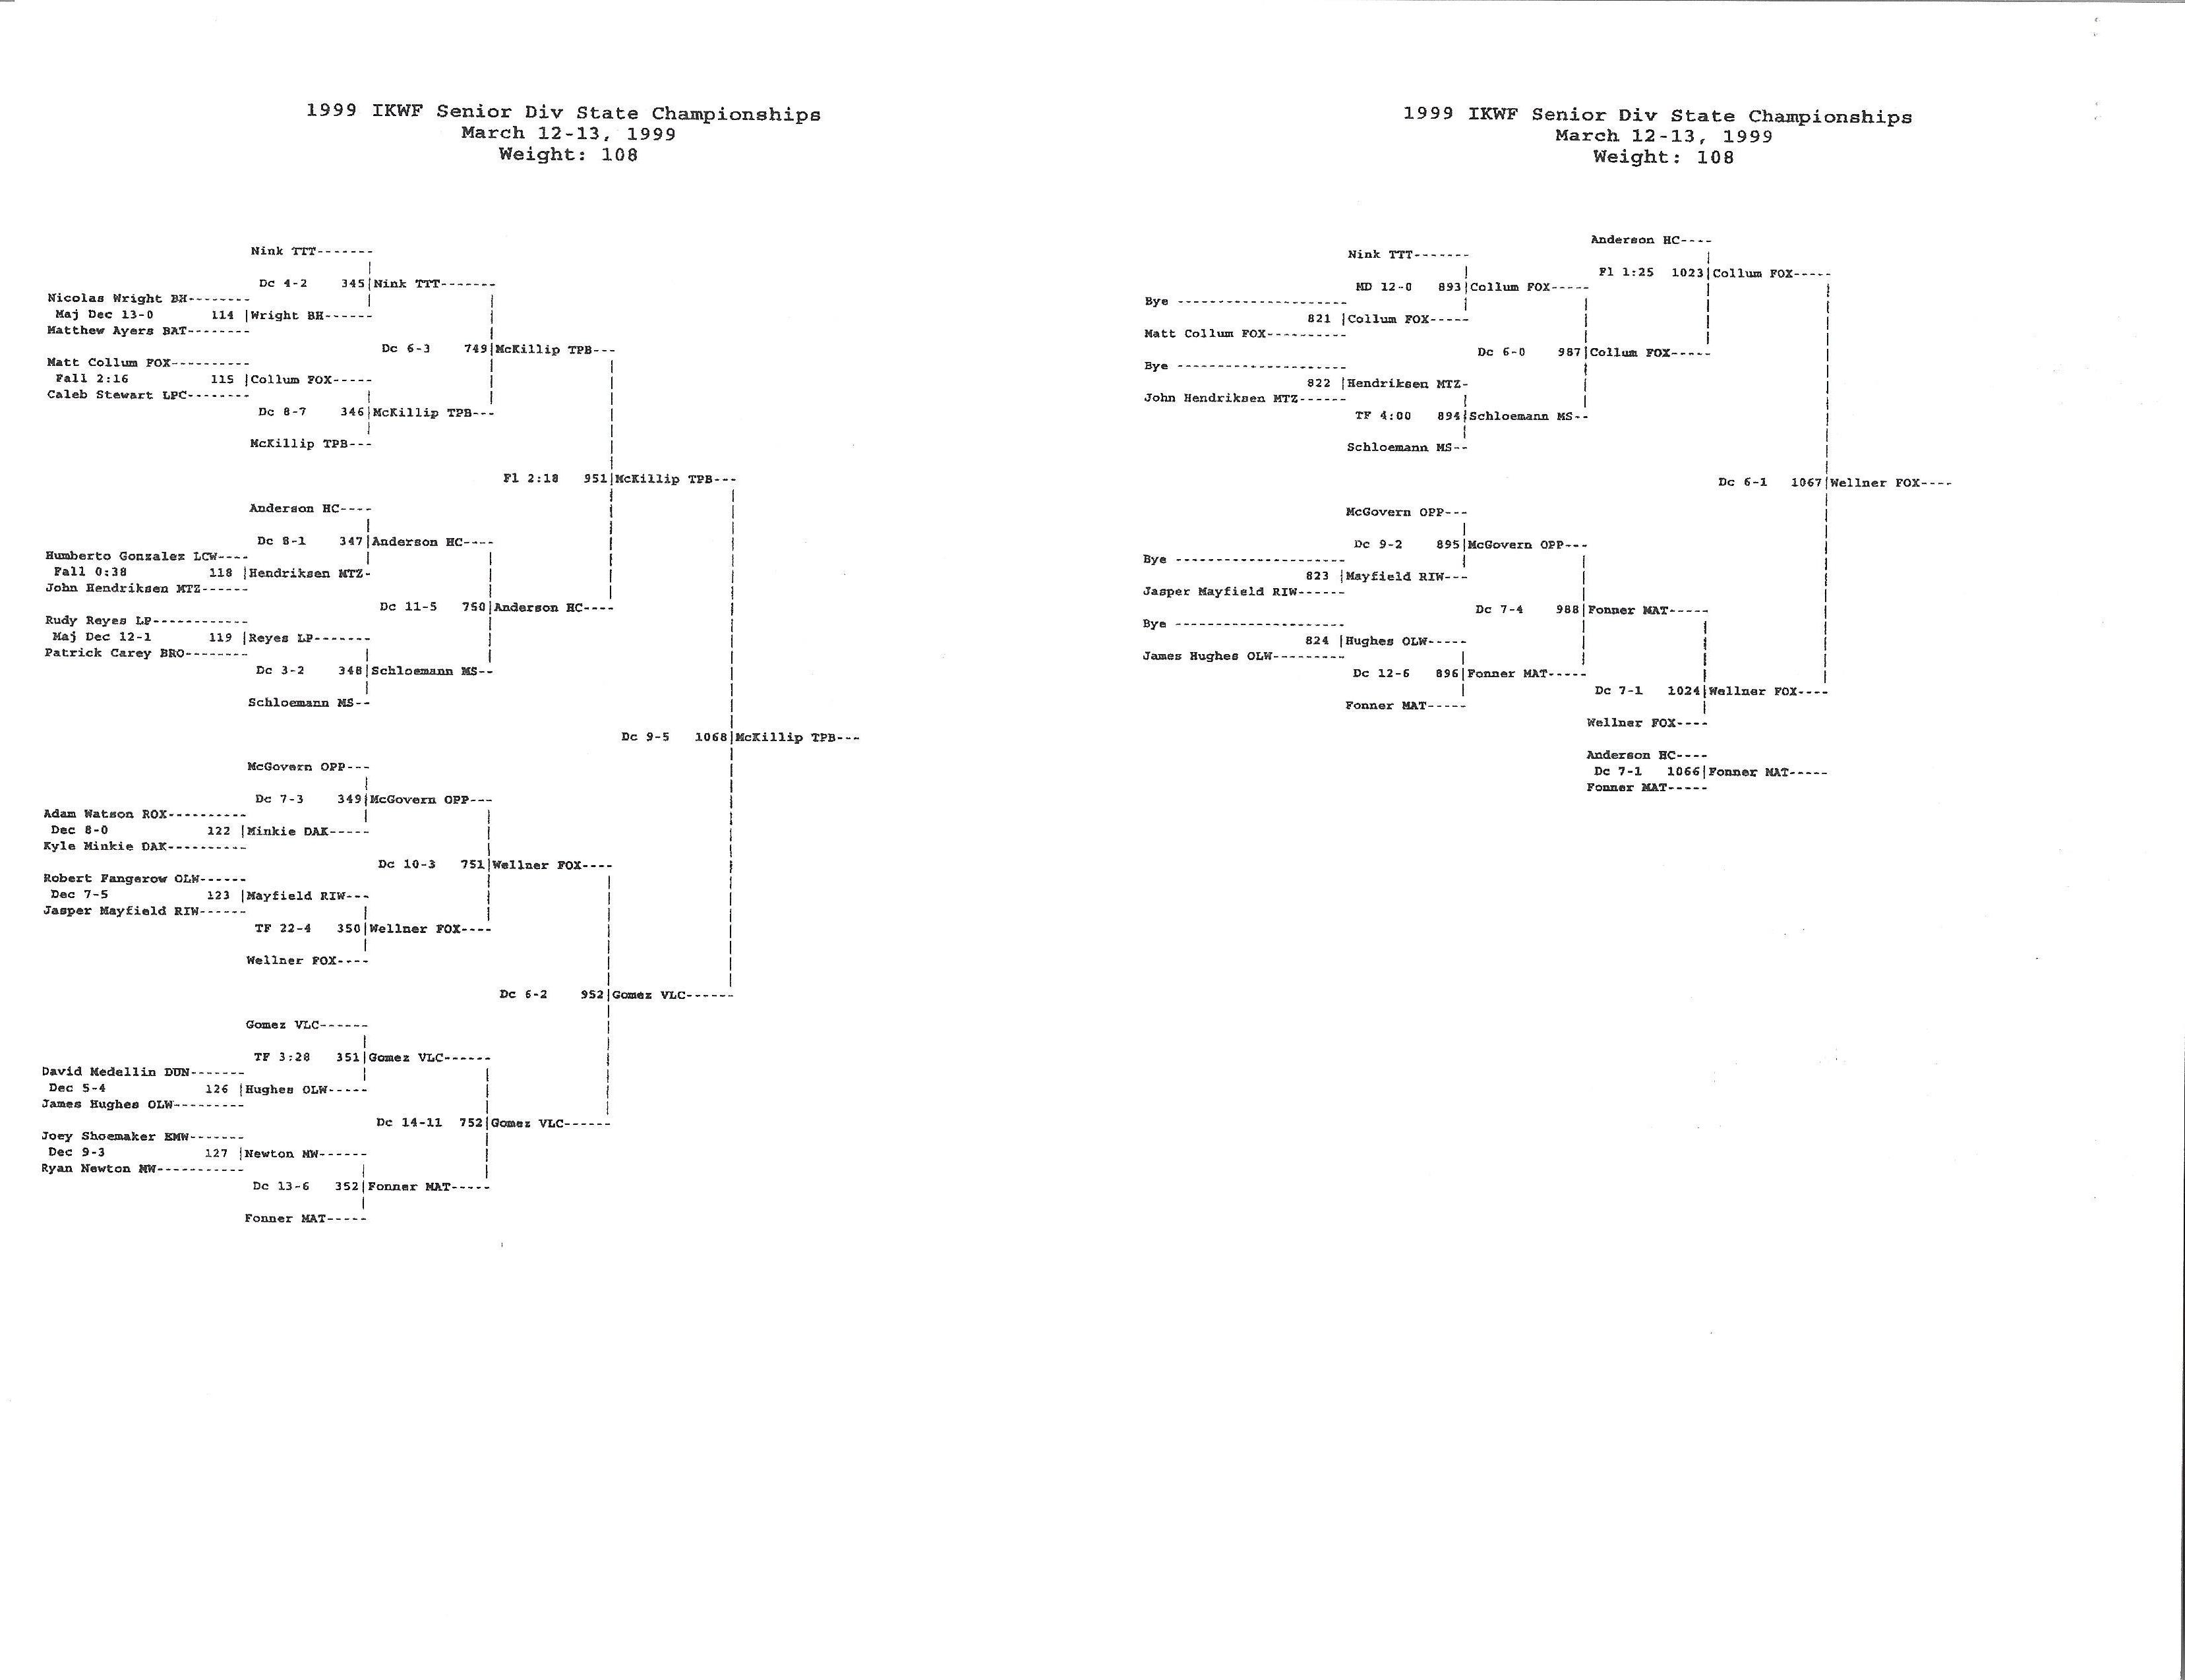 1999 IKWF Senior Div State Championships
March 12-13, 1999
Weight: 108
Nink TTT-------
Dc 4-2 345|Nink TTT-------
Nicolas Wright BH--------
Maj Dec 13-0 114 |Wright BH------
Matthew Ayers BAT--------
Dc 6-3 749|McKillip TPB---
Matt Collum FOX----------
Fall 2:16 115 |Collum FOX-----
Caleb Stewart LPC--------
Dc 8-7 346|McKillip TPB---
McKillip TPB---
Fl 2:18 951|McKillip TPB---
Anderson HC----
Dc 8-1 347|Anderson HC----
Humberto Gonzalez LCW----
Fall 0:38 118 |Hendriksen MTZ-
John Hendriksen MTZ------
Dc 11-5 750|Anderson HC----
Rudy Reyes LP------------
Maj Dec 12-1 119 |Reyes LP-------
Patrick Carey BRO--------
Dc 3-2 348|Schloemann MS--
Schloemann MS--
Dc 9-5 1068|McKillip TPB---
McGovern OPP---
Dc 7-3 349|McGovern OPP---
Adam Watson ROX----------
Dec 8-0 122 |Minkie DAK-----
Kyle Minkie DAK----------
Dc 10-3 751|Wellner FOX----
Robert Fangerow OLW------
Dec 7-5 123 |Mayfield RIW---
Jasper Mayfield RIW------
TF 22-4 350|Wellner FOX----
Wellner FOX----
Dc 6-2 952|Gomez VLC------
Gomez VLC------
TF 3:28 351|Gomez VLC------
David Medellin DUN-------
Dec 5-4 126 |Hughes OLW-----
James Hughes OLW---------
Dc 14-11 752|Gomez VLC------
Joey Shoemaker KMW-------
Dec 9-3 127 |Newton MW------
Ryan Newton MW-----------
Dc 13-6 352|Fonner MAT-----
Fonner MAT-----
1999 IKWF Senior Div State Championships
March 12-13, 1999
Weight: 108
Anderson HC----
Nink TTT-------
Fl 1:25 1023|Collum FOX-----
MD 12-0 893|Collum FOX-----
Bye ---------------------
821 |Collum FOX-----
Matt Collum FOX----------
Dc 6-0 987|Collum FOX-----
Bye ---------------------
822 |Hendriksen MTZ-
John Hendriksen MTZ------
TF 4:00 894|Schloemann MS--
Schloemann MS--
Dc 6-1 1067|Wellner FOX----
McGovern OPP---
Dc 9-2 895|McGovern OPP---
Bye ---------------------
823 |Mayfield RIW---
Jasper Mayfield RIW------
Dc 7-4 988|Fonner MAT-----
Bye ---------------------
824 |Hughes OLW-----
James Hughes OLW---------
Dc 12-6 896|Fonner MAT-----
Dc 7-1 1024|Wellner FOX----
Fonner MAT-----
Wellner FOX----
Anderson HC----
Dc 7-1 1066|Fonner MAT-----
Fonner MAT-----